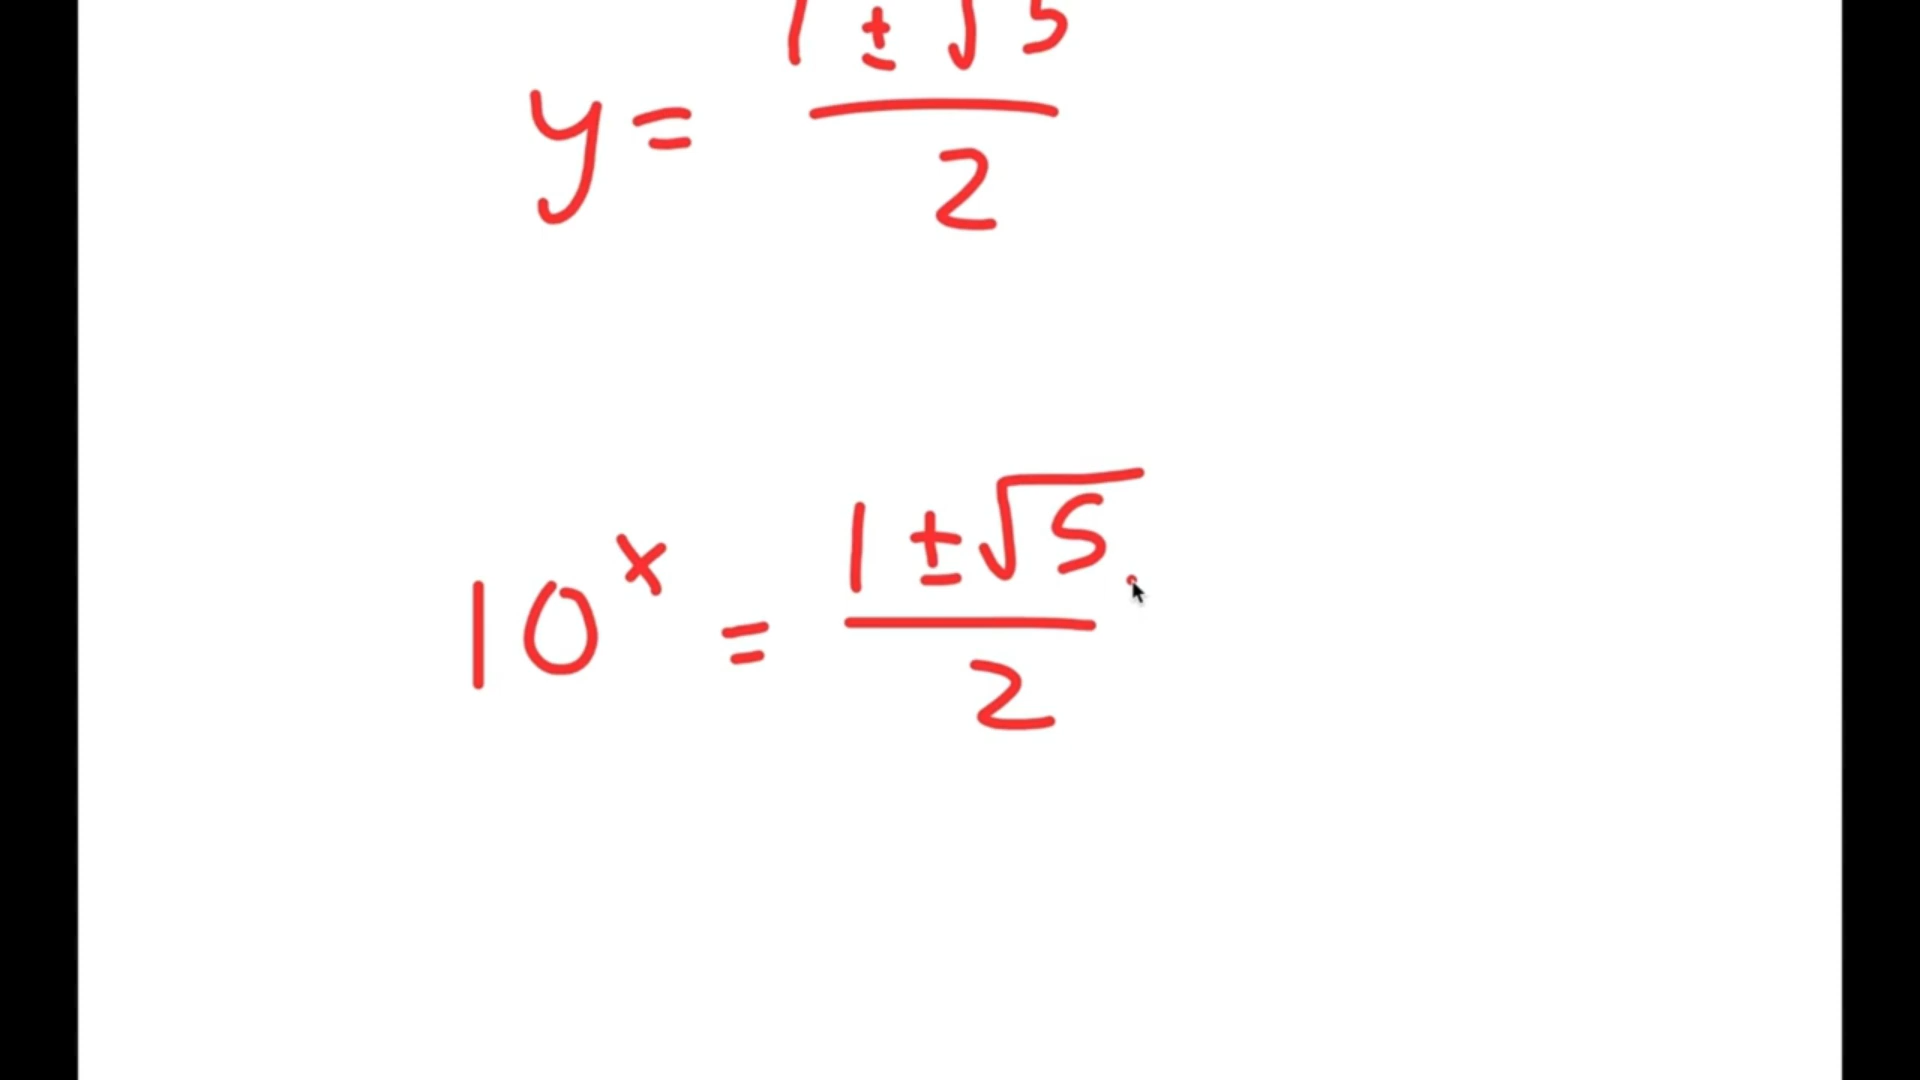 y = (1 ± √5)/2
10^x = (1 ± √5)/2